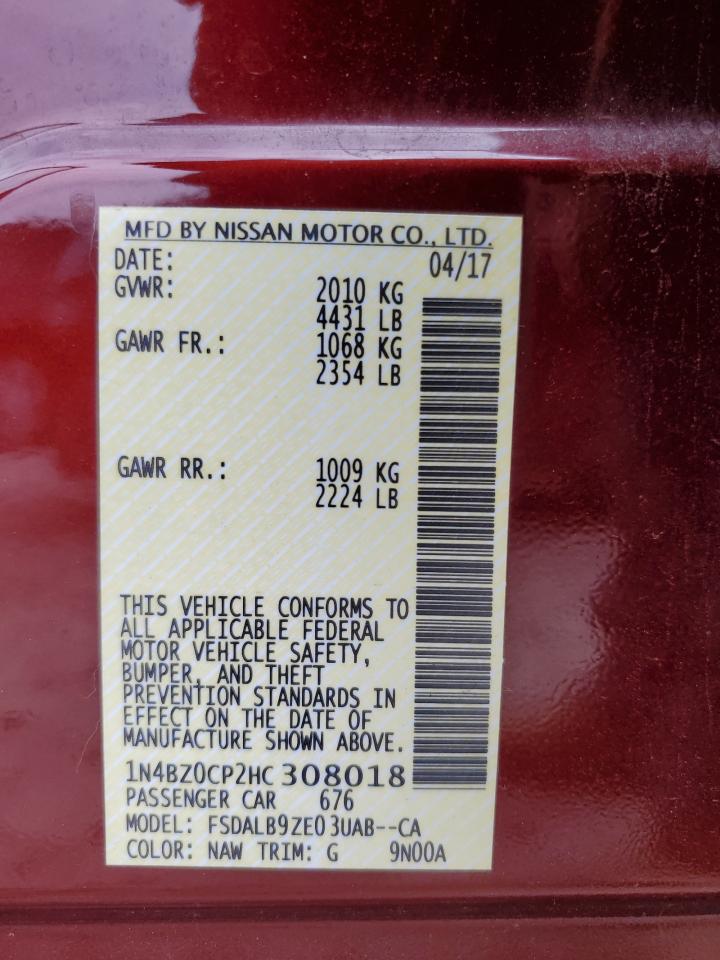 MFD BY NISSAN MOTOR CO., LTD.
DATE: 04/17
GVWR: 2010 KG
4431 LB
GAWR FR.: 1068 KG
2354 LB
GAWR RR.: 1009 KG
2224 LB
THIS VEHICLE CONFORMS TO
ALL APPLICABLE FEDERAL
MOTOR VEHICLE SAFETY,
BUMPER, AND THEFT
PREVENTION STANDARDS IN
EFFECT ON THE DATE OF
MANUFACTURE SHOWN ABOVE.
1N4BZ0CP2HC 308018
PASSENGER CAR 676
MODEL: FSDALB9ZE03UAB--CA
COLOR: NAW TRIM: G 9N00A